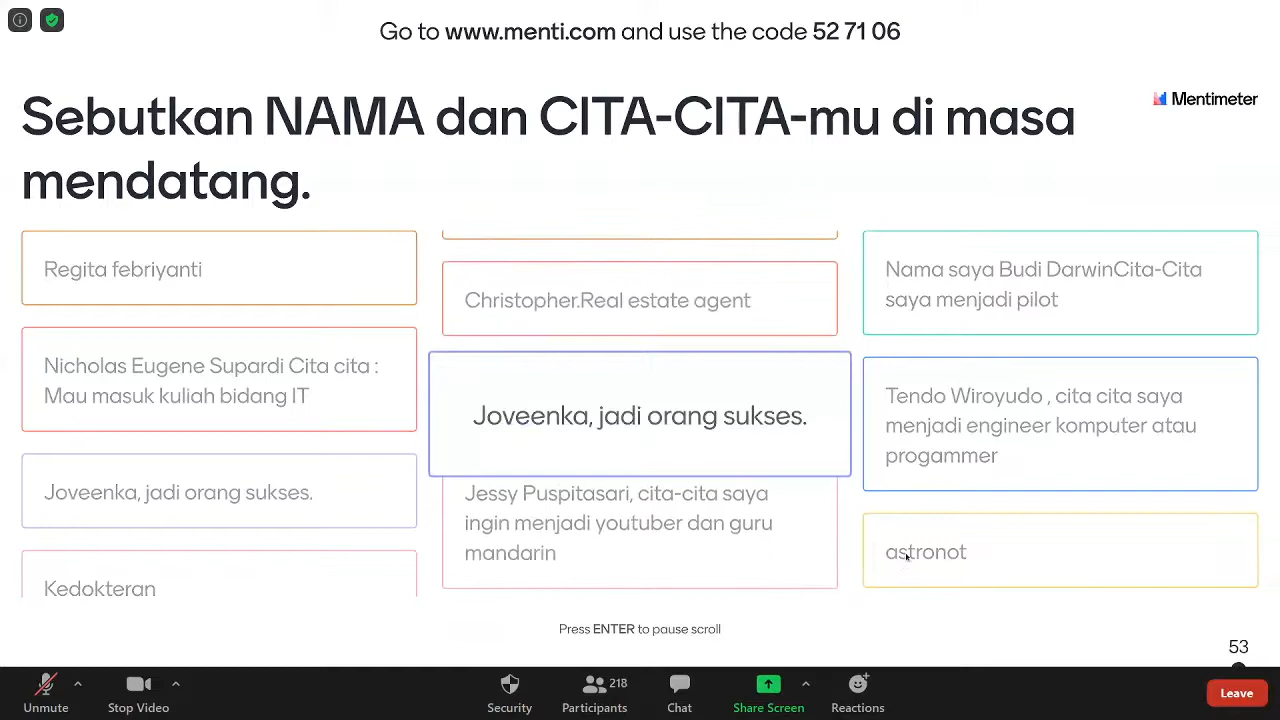 Go to www.menti.com and use the code 52 71 06
Sebutkan NAMA dan CITA-CITA-mu di masa
mendatang.
Mentimeter
Regita febriyanti
Nicholas Eugene Supardi Cita cita :
Mau masuk kuliah bidang IT
Joveenka, jadi orang sukses.
Kedokteran
Christopher.Real estate agent
Joveenka, jadi orang sukses.
Jessy Puspitasari, cita-cita saya
ingin menjadi youtuber dan guru
mandarin
Nama saya Budi DarwinCita-Cita
saya menjadi pilot
Tendo Wiroyudo , cita cita saya
menjadi engineer komputer atau
progammer
astronot
Press ENTER to pause scroll
53
Unmute
Stop Video
Security
218
Participants
Chat
Share Screen
Reactions
Leave